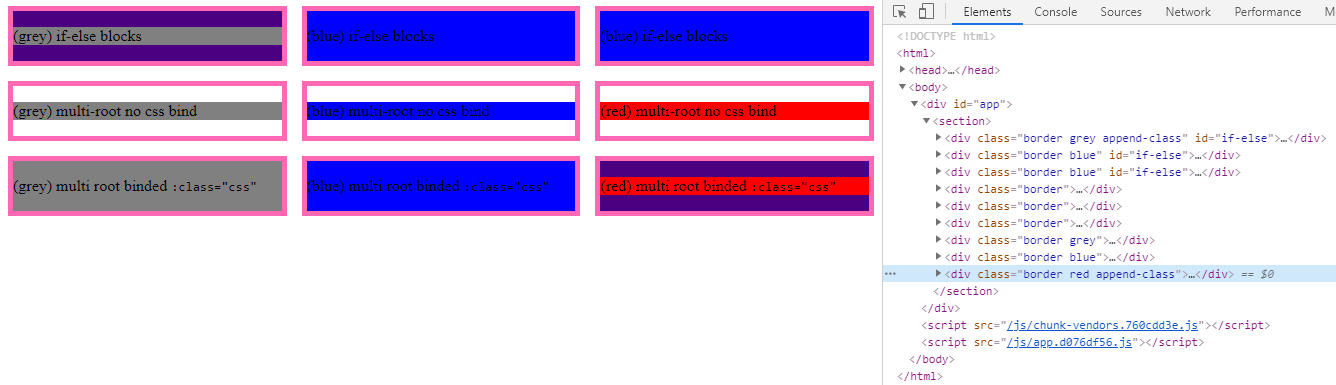 (grey) if-else blocks
(blue) if-else blocks
(blue) if-else blocks
(grey) multi-root no css bind
(blue) multi-root no css bind
(red) multi-root no css bind
(grey) multi root binded :class="css"
(blue) multi root binded :class="css"
(red) multi root binded :class="css"
Elements Console Sources Network Performance M
<!DOCTYPE html>
<html>
<head>…</head>
<body>
<div id="app">
<section>
<div class="border grey append-class" id="if-else">…</div>
<div class="border blue" id="if-else">…</div>
<div class="border blue" id="if-else">…</div>
<div class="border">…</div>
<div class="border">…</div>
<div class="border">…</div>
<div class="border grey">…</div>
<div class="border blue">…</div>
<div class="border red append-class">…</div> == $0
</section>
</div>
<script src="/js/chunk-vendors.760cdd3e.js"></script>
<script src="/js/app.d076df56.js"></script>
</body>
</html>